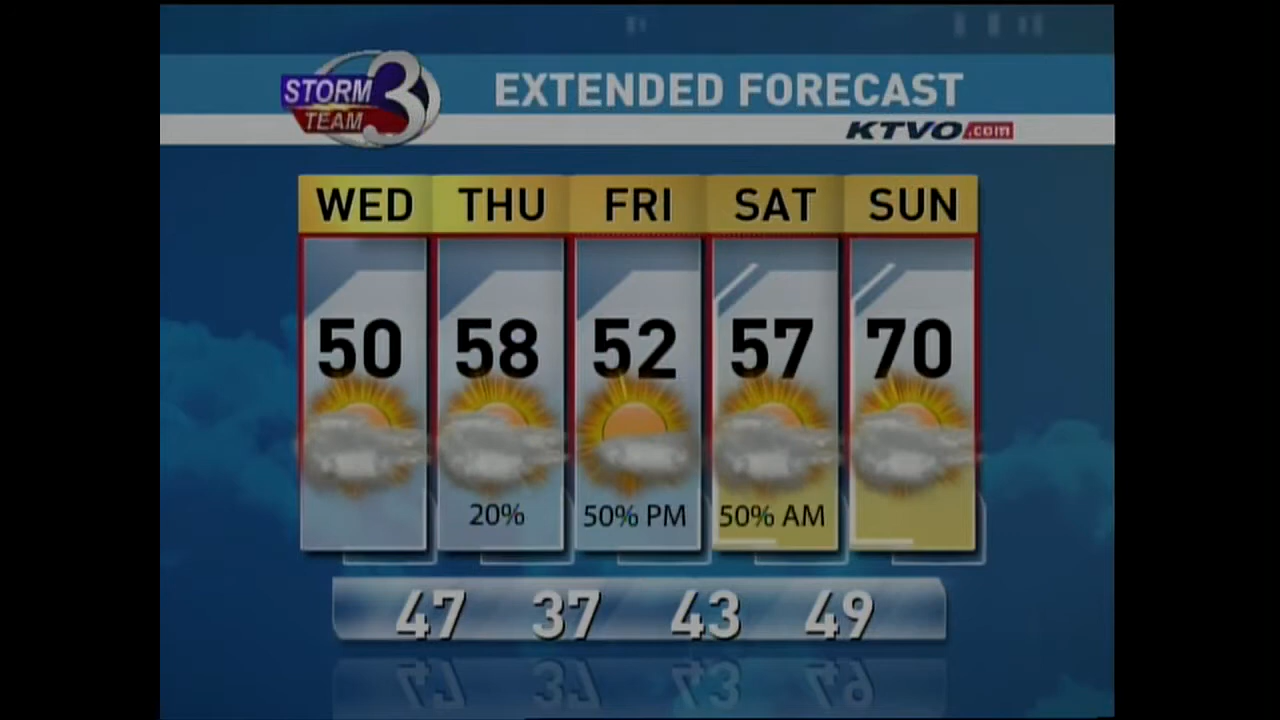 STORM
TEAM
3
EXTENDED FORECAST
KTVO.com
WED THU FRI SAT SUN
50 58 52 57 70
20% 50% PM 50% AM
47 37 43 49